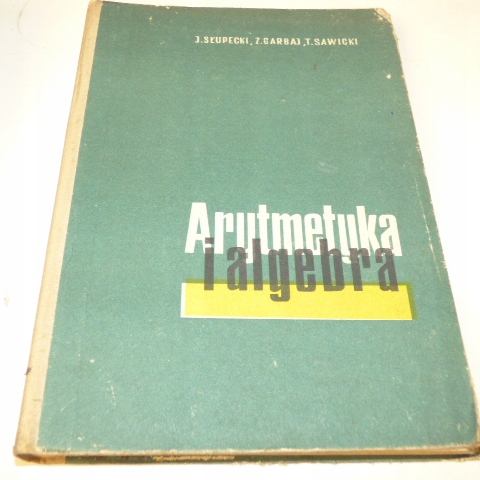 J. SŁUPECKI, Z. GARBAJ, T. SAWICKI
Arytmetyka
i algebra